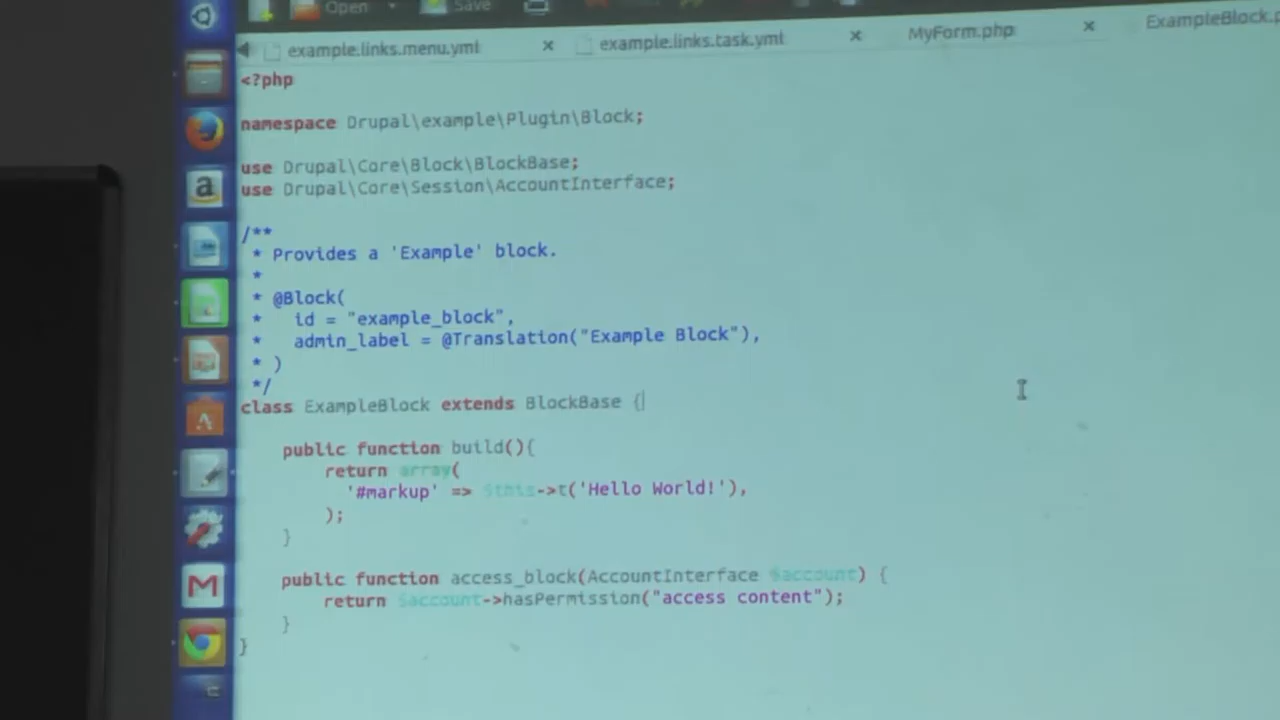 Open
Save
example.links.menu.yml × example.links.task.yml × MyForm.php × ExampleBlock.p
<?php
namespace Drupal\example\Plugin\Block;
use Drupal\Core\Block\BlockBase;
use Drupal\Core\Session\AccountInterface;
/**
* Provides a 'Example' block.
*
* @Block(
*   id = "example_block",
*   admin_label = @Translation("Example Block"),
* )
*/
class ExampleBlock extends BlockBase {
public function build(){
return array(
'#markup' => $this->t('Hello World!'),
);
}
public function access_block(AccountInterface $account) {
return $account->hasPermission("access content");
}
}